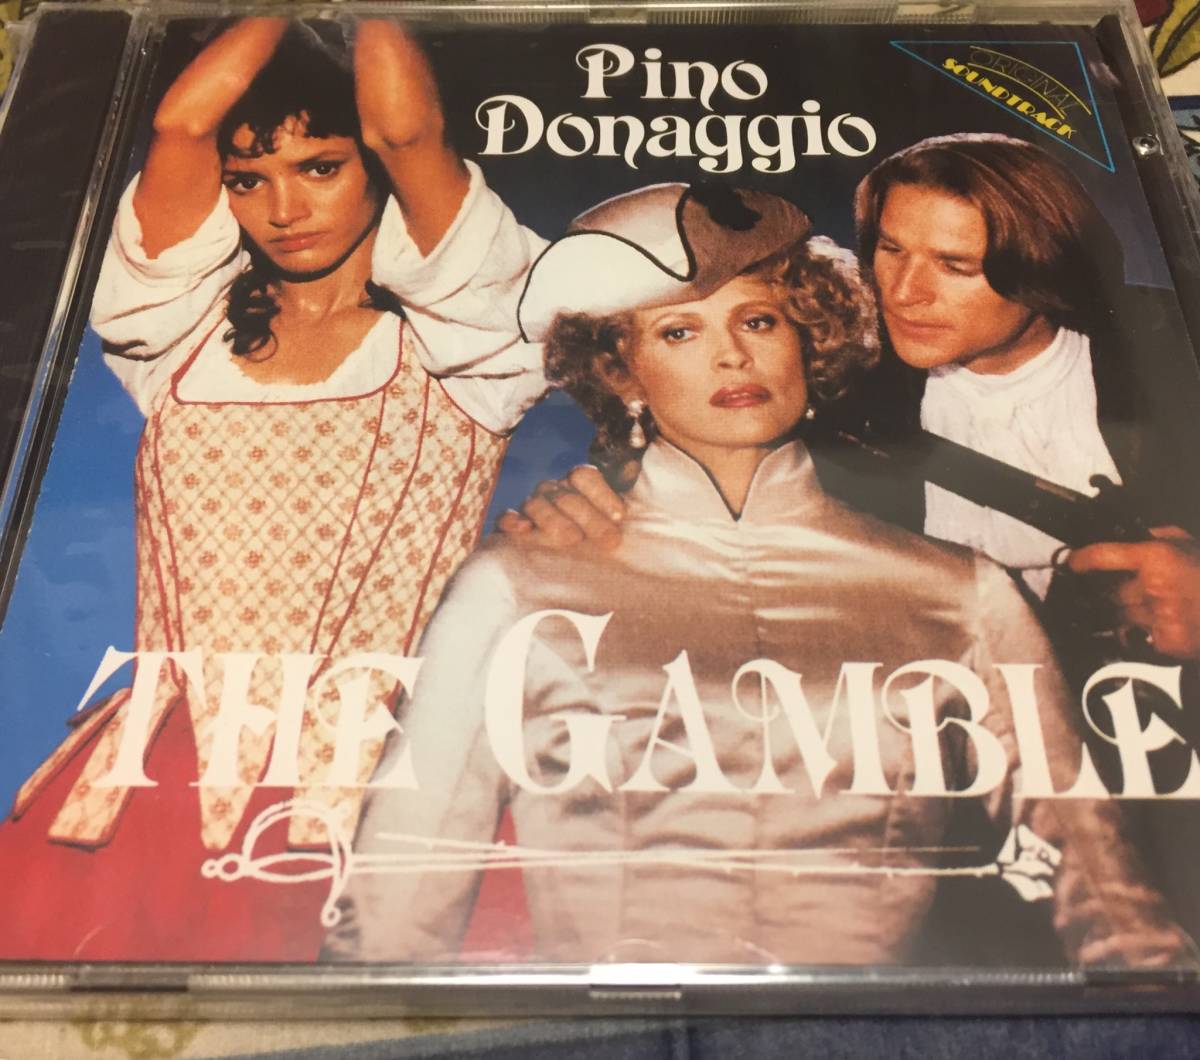 Pino
Donaggio
ORIGINAL
SOUNDTRACK
THE GAMBLE